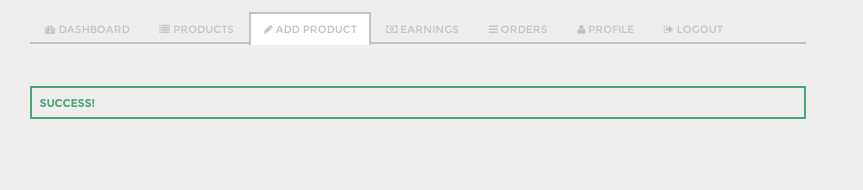 DASHBOARD PRODUCTS ADD PRODUCT EARNINGS ORDERS PROFILE LOGOUT
SUCCESS!